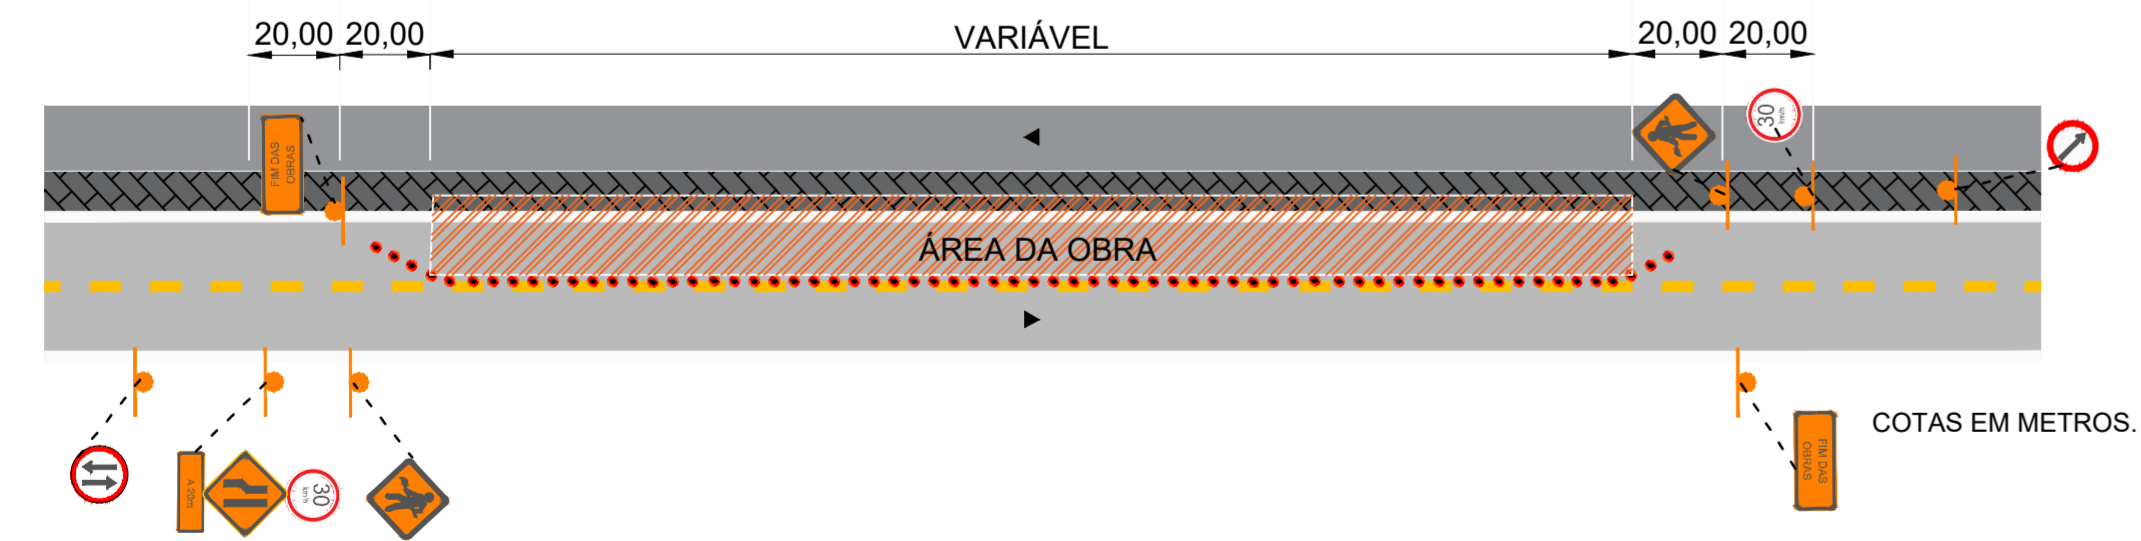 20,00 20,00 VARIÁVEL 20,00 20,00
30
km/h
FIM DAS
OBRAS
ÁREA DA OBRA
A 20m
30
km/h
FIM DAS
OBRAS
COTAS EM METROS.